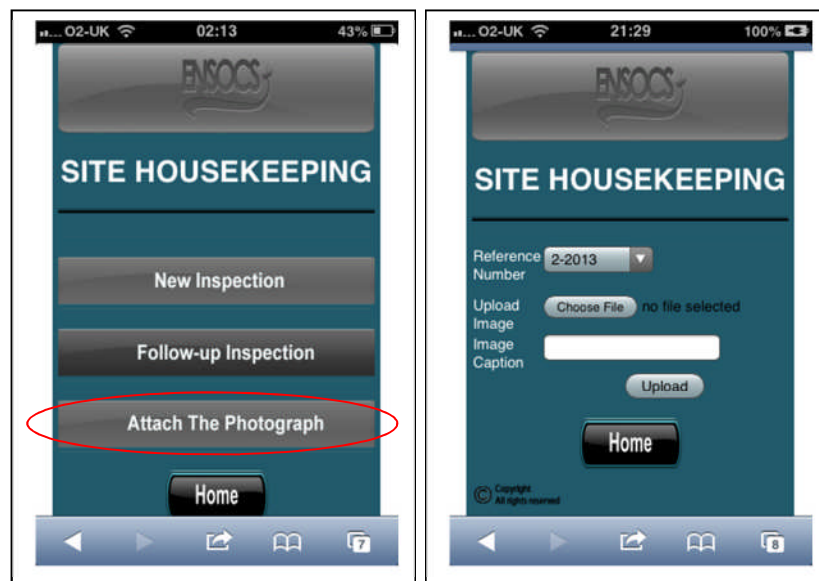 ... O2-UK 02:13 43%
ENSOCS
SITE HOUSEKEEPING
New Inspection
Follow-up Inspection
Attach The Photograph
Home
7
... O2-UK 21:29 100%
ENSOCS
SITE HOUSEKEEPING
Reference
Number
2-2013
Upload
Image
Choose File no file selected
Image
Caption
Upload
Home
© Copyright
All rights reserved
8